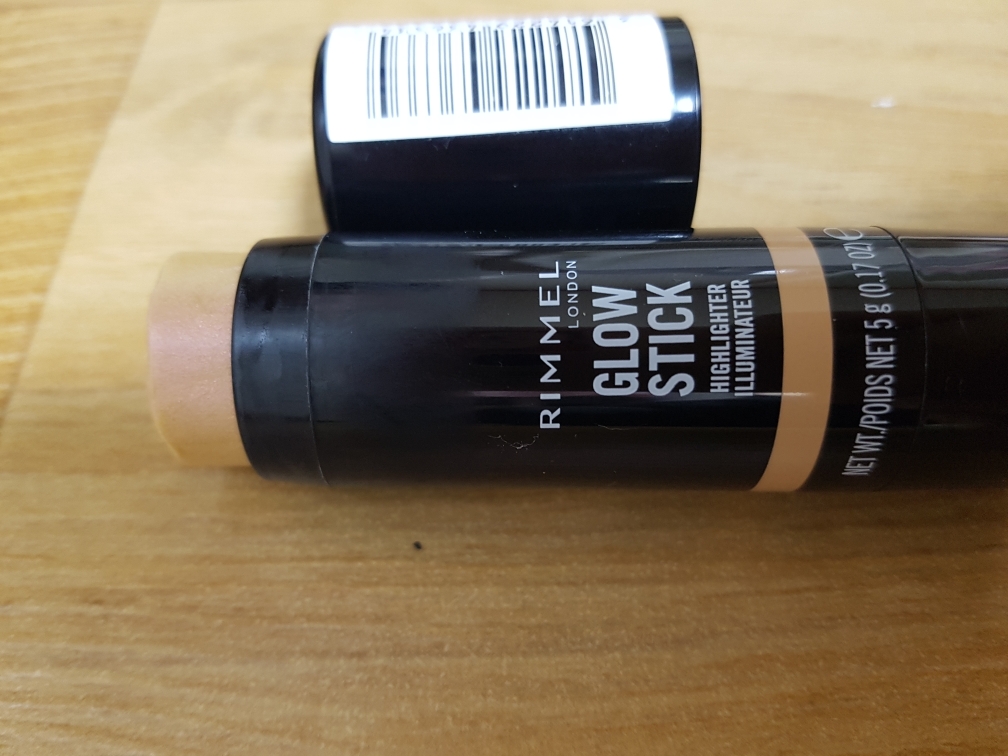 RIMMEL
LONDON
GLOW
STICK
HIGHLIGHTER
ILLUMINATEUR
NET WT./POIDS NET 5 g (0.17 OZ) e